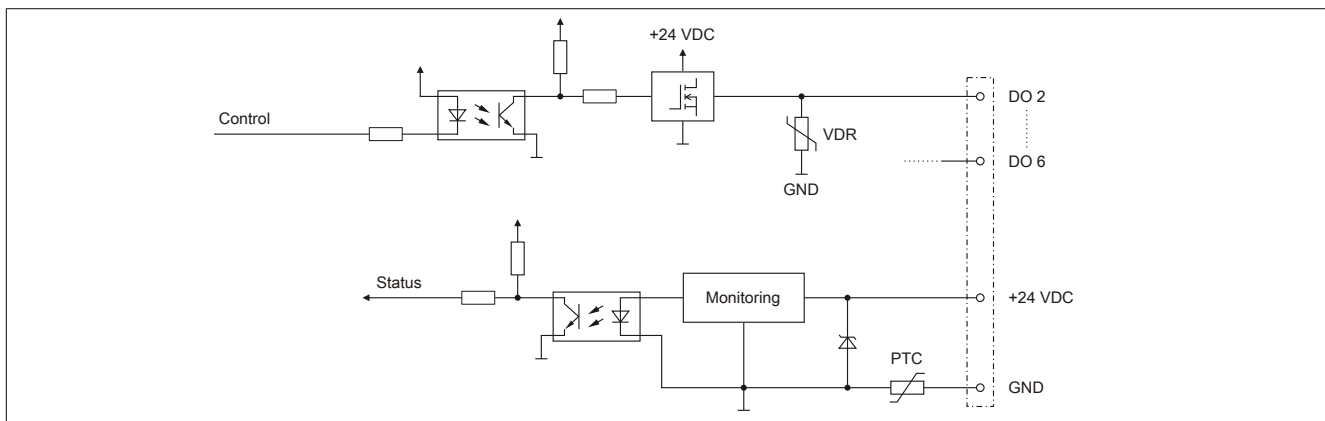 +24 VDC
DO 2
Control
VDR
DO 6
GND
Status
Monitoring
+24 VDC
PTC
GND